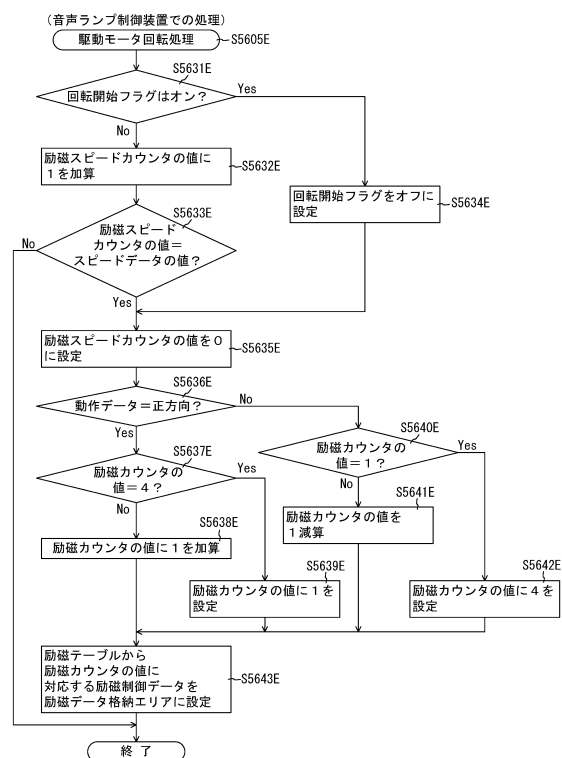 (音声ランプ制御装置での処理)
駆動モータ回転処理
S5605E
S5631E
回転開始フラグはオン?
Yes
No
励磁スピードカウンタの値に
1を加算
S5632E
回転開始フラグをオフに
設定
S5634E
S5633E
励磁スピード
カウンタの値=
スピードデータの値?
No
Yes
励磁スピードカウンタの値を0
に設定
S5635E
S5636E
動作データ=正方向?
No
Yes
S5637E
励磁カウンタの
値=4?
Yes
No
S5640E
励磁カウンタの
値=1?
Yes
No
S5641E
励磁カウンタの値を
1減算
S5638E
励磁カウンタの値に1を加算
S5639E
励磁カウンタの値に1を
設定
S5642E
励磁カウンタの値に4を
設定
励磁テーブルから
励磁カウンタの値に
対応する励磁制御データを
励磁データ格納エリアに設定
S5643E
終了